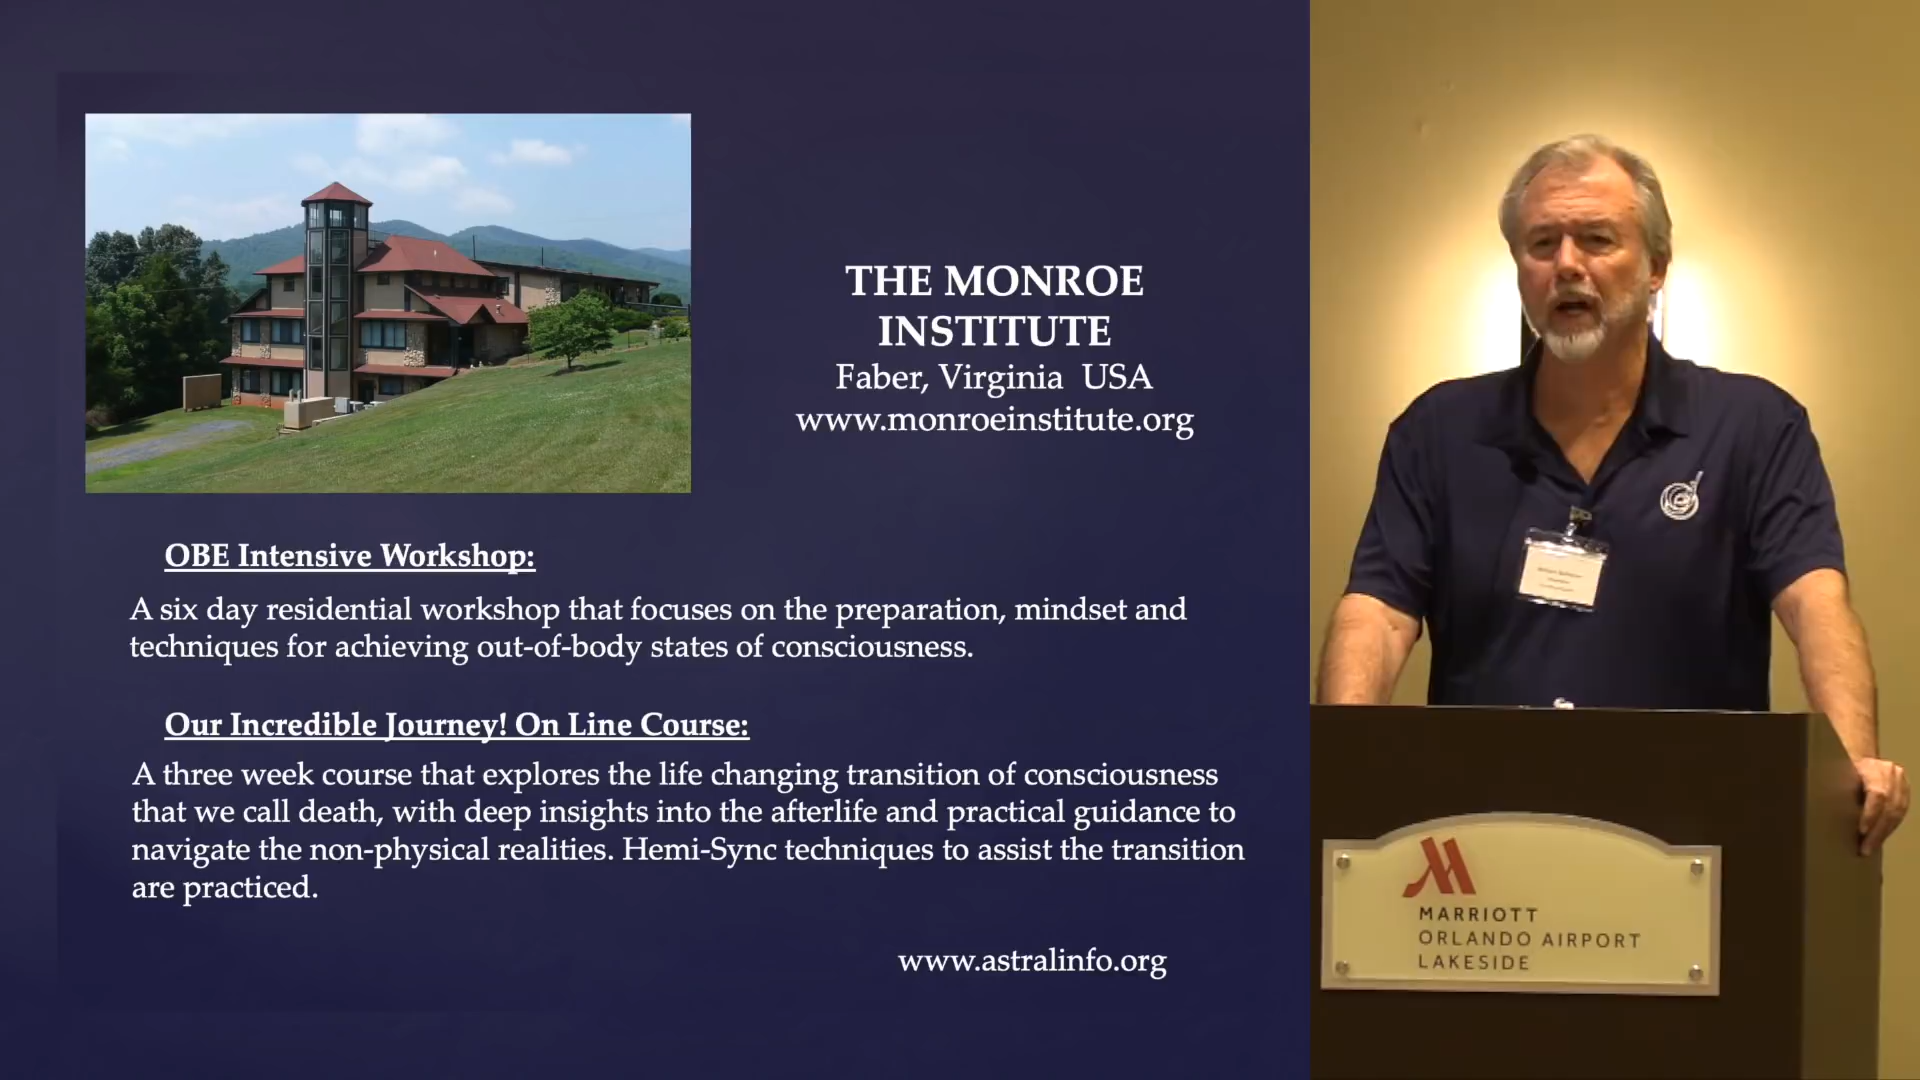 THE MONROE
INSTITUTE
Faber, Virginia USA
www.monroeinstitute.org
OBE Intensive Workshop:
A six day residential workshop that focuses on the preparation, mindset and
techniques for achieving out-of-body states of consciousness.
Our Incredible Journey! On Line Course:
A three week course that explores the life changing transition of consciousness
that we call death, with deep insights into the afterlife and practical guidance to
navigate the non-physical realities. Hemi-Sync techniques to assist the transition
are practiced.
www.astralinfo.org
MARRIOTT
ORLANDO AIRPORT
LAKESIDE